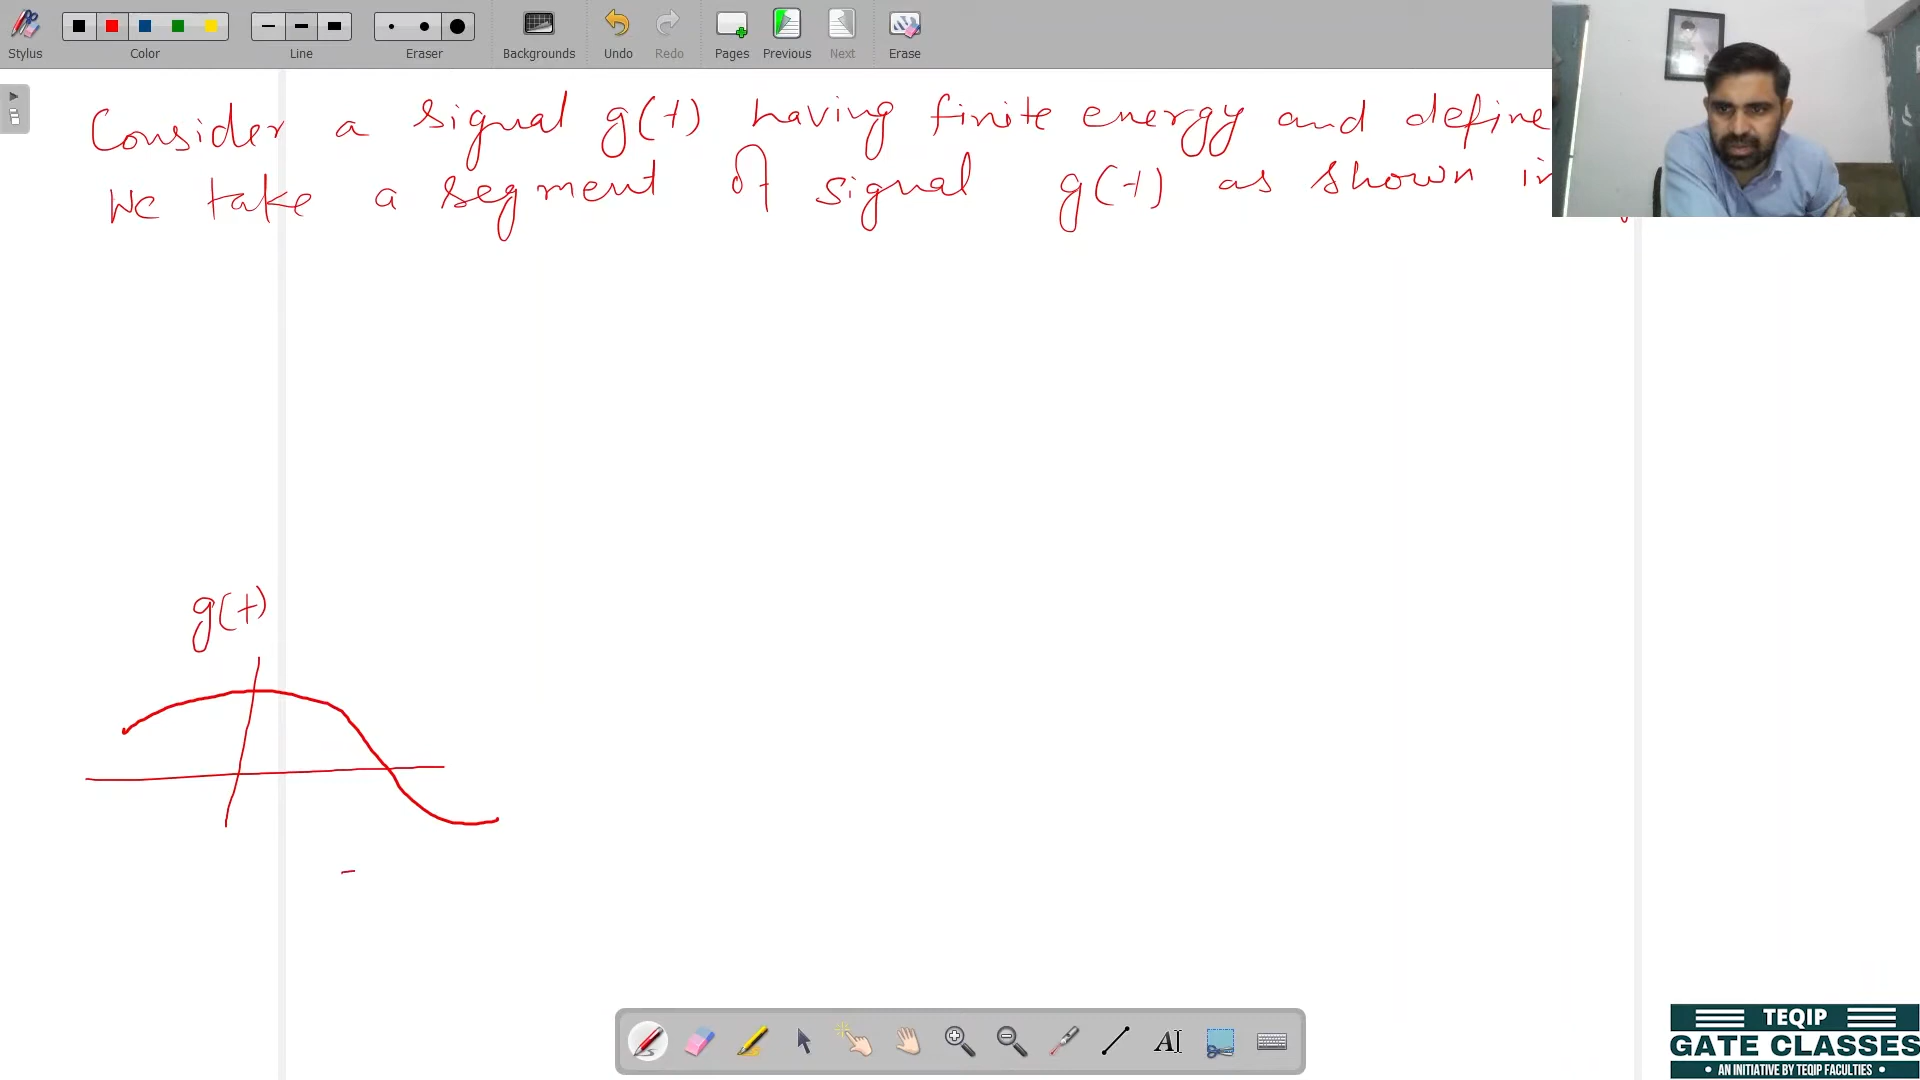 Stylus Color Line Eraser Backgrounds Undo Redo Pages Previous Next Erase
Consider a signal g(t) having finite energy and define
We take a segment of signal g(t) as shown in
g(t)
A
TEQIP
GATE CLASSES
• AN INITIATIVE BY TEQIP FACULTIES •